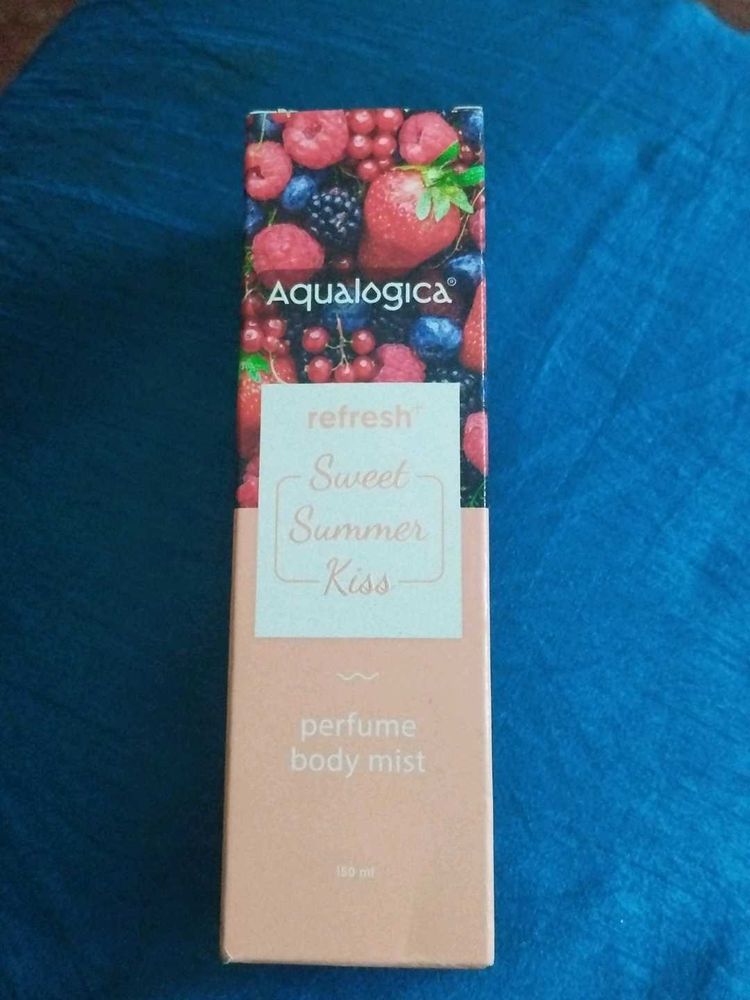 Aqualogica®
refresh+
Sweet
Summer
Kiss
perfume
body mist
150 ml